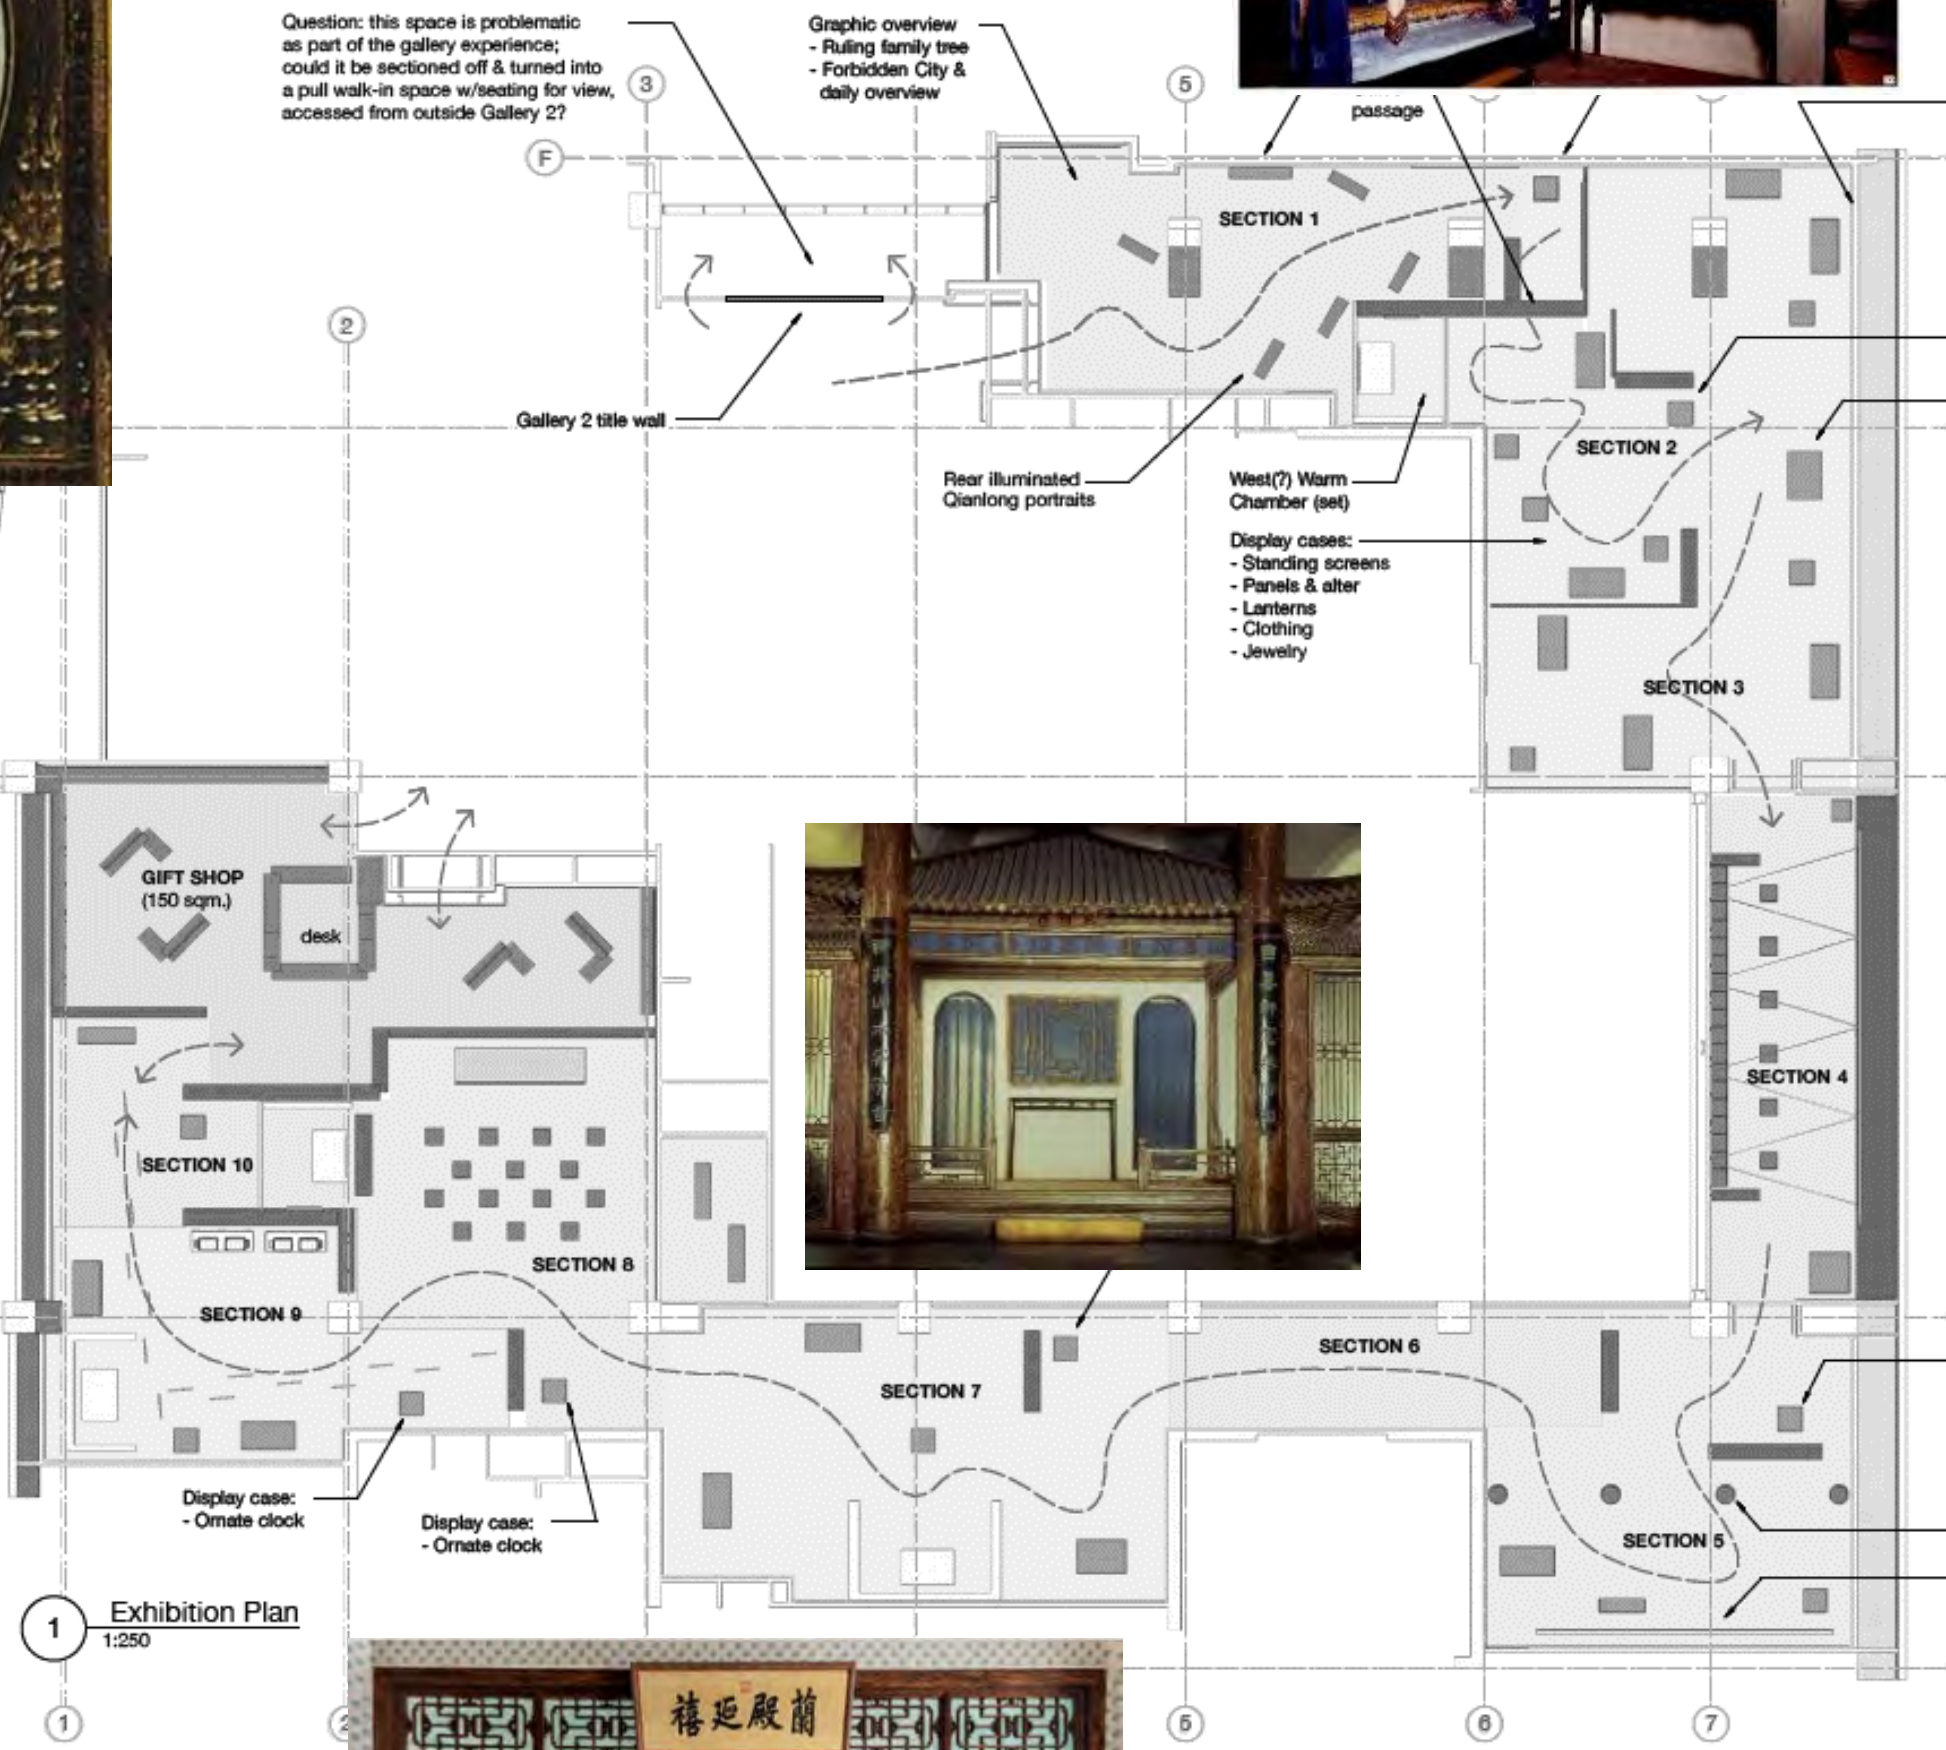 Question: this space is problematic
as part of the gallery experience;
could it be sectioned off & turned into
a pull walk-in space w/seating for view,
accessed from outside Gallery 2?
Graphic overview
- Ruling family tree
- Forbidden City &
daily overview
3
5
passage
F
SECTION 1
2
Gallery 2 title wall
SECTION 2
Rear illuminated
Qianlong portraits
West(?) Warm
Chamber (set)
Display cases:
- Standing screens
- Panels & alter
- Lanterns
- Clothing
- Jewelry
SECTION 3
GIFT SHOP
(150 sqm.)
desk
SECTION 4
SECTION 10
SECTION 8
SECTION 9
SECTION 6
SECTION 7
Display case:
- Ornate clock
Display case:
- Ornate clock
SECTION 5
1
Exhibition Plan
1:250
禧延殿蘭
1
2
5
6
7